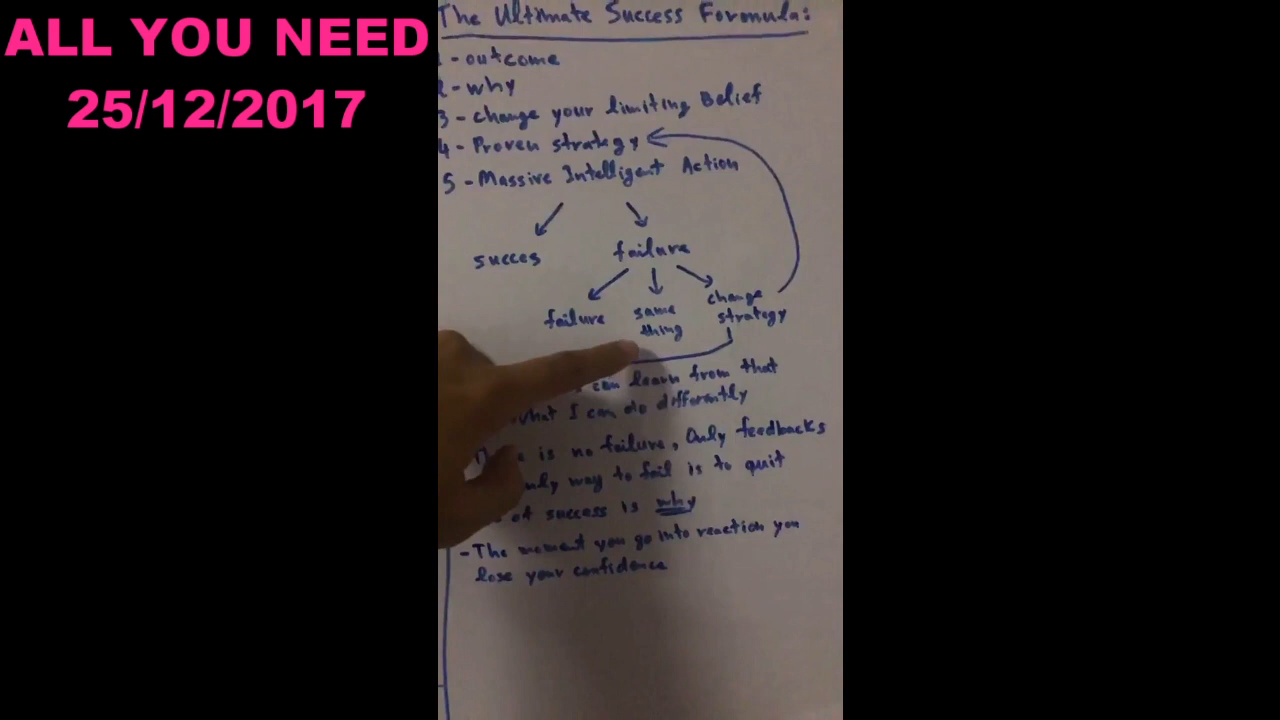 ALL YOU NEED
25/12/2017
The Ultimate Success Foromula:
- outcome
- why
3 - change your limiting Belief
4 - Proven strategy
5 - Massive Intelligent Action
succes
failure
failure
same
thing
change
strategy
can learn from that
what I can do differently
is no failure, Only feedbacks
only way to fail is to quit
of success is why
- The moment you go into reaction you
lose your confidence